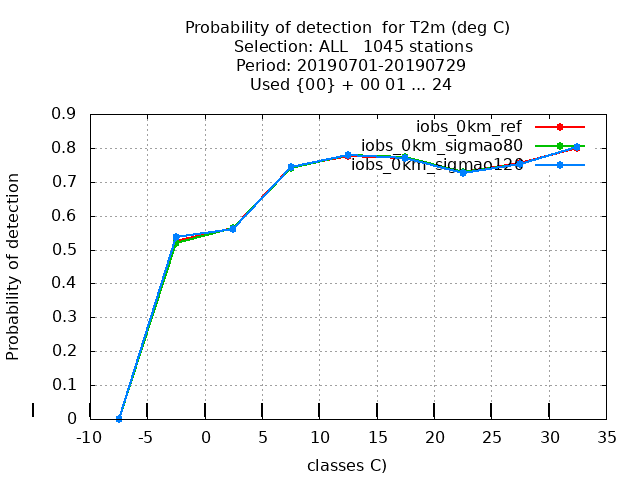 Probability of detection  for T2m (deg C)
Selection: ALL   1045 stations
Period: 20190701-20190729
Used {00} + 00 01 ... 24
iobs_0km_ref
iobs_0km_sigmao80
iobs_0km_sigmao120
Probability of detection
0.9
0.8
0.7
0.6
0.5
0.4
0.3
0.2
0.1
0
-10 -5 0 5 10 15 20 25 30 35
classes C)